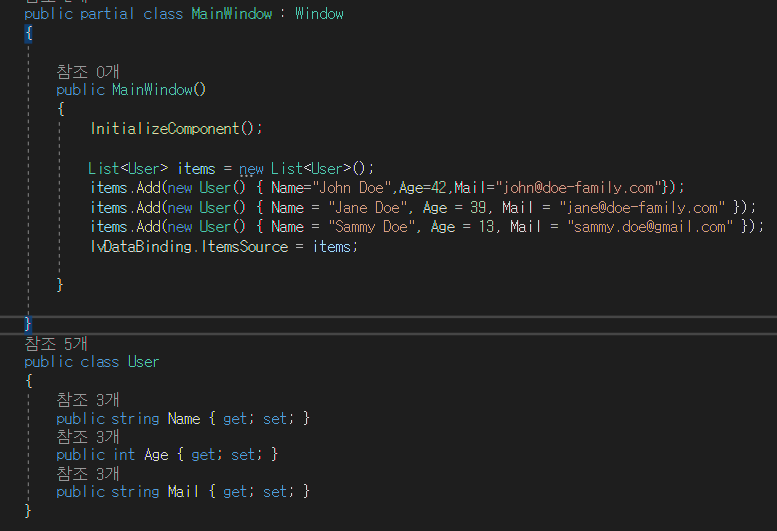 public partial class MainWindow : Window
{
참조 0개
public MainWindow()
{
InitializeComponent();
List<User> items = new List<User>();
items.Add(new User() { Name="John Doe",Age=42,Mail="john@doe-family.com"});
items.Add(new User() { Name = "Jane Doe", Age = 39, Mail = "jane@doe-family.com" });
items.Add(new User() { Name = "Sammy Doe", Age = 13, Mail = "sammy.doe@gmail.com" });
lvDataBinding.ItemsSource = items;
}
}
참조 5개
public class User
{
참조 3개
public string Name { get; set; }
참조 3개
public int Age { get; set; }
참조 3개
public string Mail { get; set; }
}